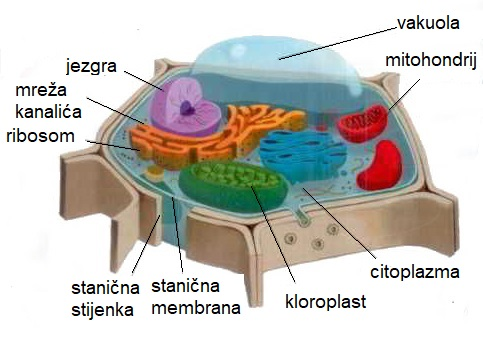 vakuola
jezgra
mitohondrij
mreža
kanalića
ribosom
citoplazma
stanična
stijenka
stanična
membrana
kloroplast